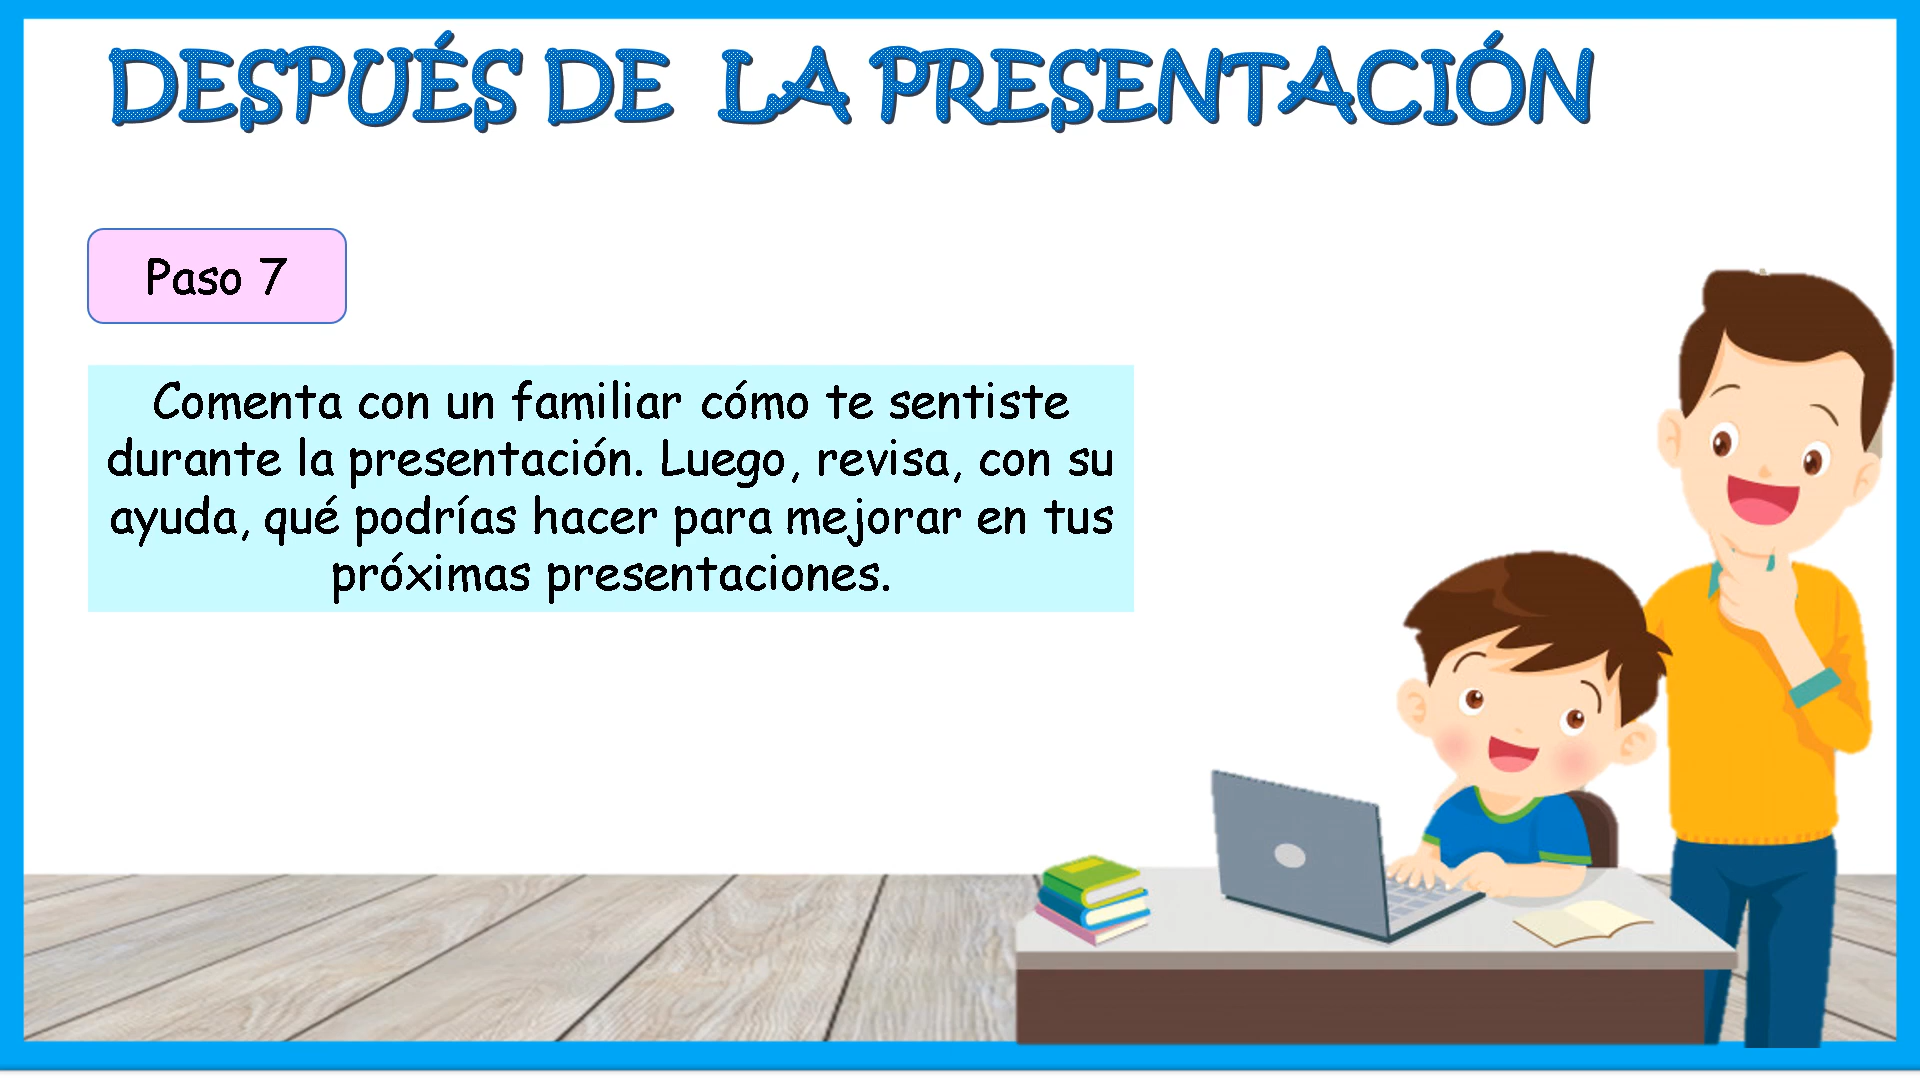 DESPUÉS DE LA PRESENTACIÓN
Paso 7
Comenta con un familiar cómo te sentiste
durante la presentación. Luego, revisa, con su
ayuda, qué podrías hacer para mejorar en tus
próximas presentaciones.